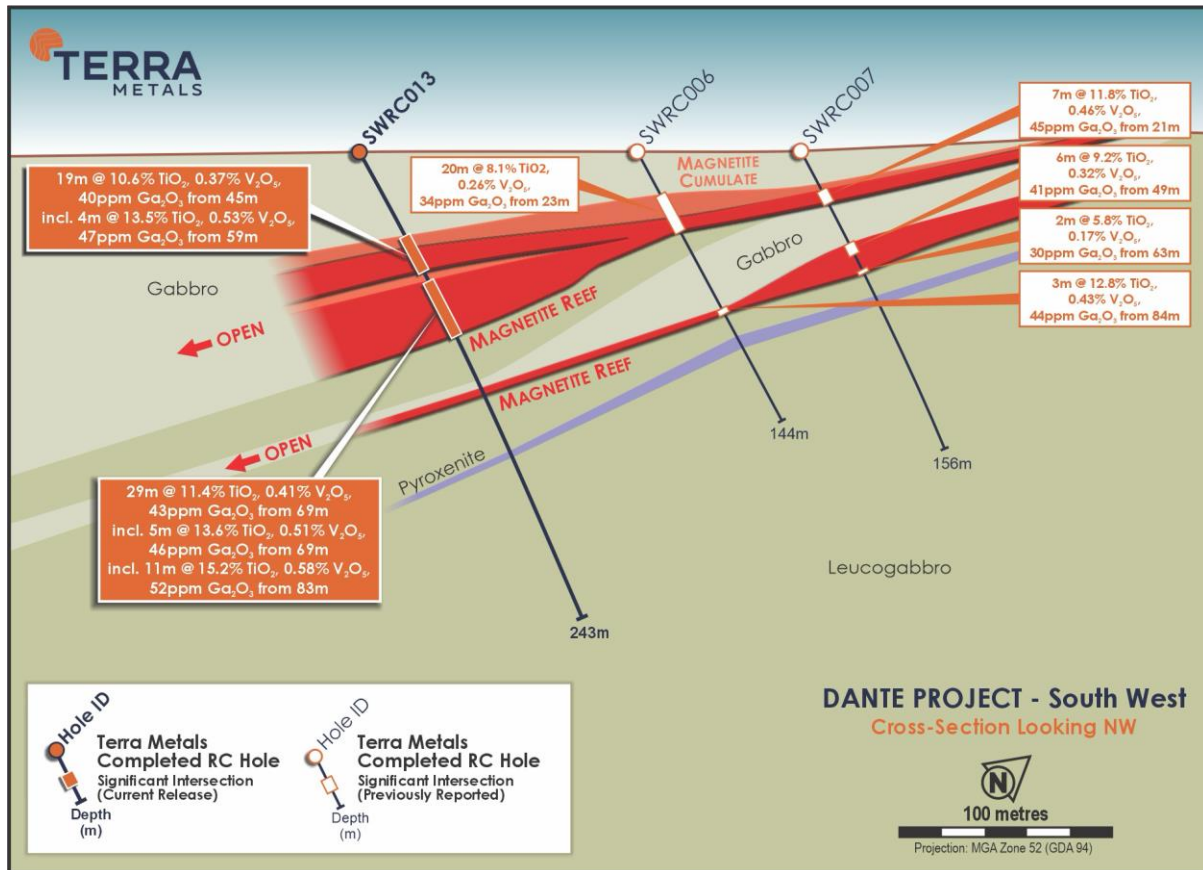 TERRA
METALS
SWRC013
SWRC006
SWRC007
19m @ 10.6% TiO₂, 0.37% V₂O₅,
40ppm Ga₂O₃ from 45m
incl. 4m @ 13.5% TiO₂, 0.53% V₂O₅,
47ppm Ga₂O₃ from 59m
20m @ 8.1% TiO2,
0.26% V₂O₅,
34ppm Ga₂O₃ from 23m
MAGNETITE
CUMULATE
7m @ 11.8% TiO₂,
0.46% V₂O₅,
45ppm Ga₂O₃ from 21m
6m @ 9.2% TiO₂,
0.32% V₂O₅,
41ppm Ga₂O₃ from 49m
2m @ 5.8% TiO₂,
0.17% V₂O₅,
30ppm Ga₂O₃ from 63m
3m @ 12.8% TiO₂,
0.43% V₂O₅,
44ppm Ga₂O₃ from 84m
Gabbro
Gabbro
OPEN
MAGNETITE REEF
MAGNETITE REEF
OPEN
Pyroxenite
144m
156m
29m @ 11.4% TiO₂, 0.41% V₂O₅,
43ppm Ga₂O₃ from 69m
incl. 5m @ 13.6% TiO₂, 0.51% V₂O₅,
46ppm Ga₂O₃ from 69m
incl. 11m @ 15.2% TiO₂, 0.58% V₂O₅,
52ppm Ga₂O₃ from 83m
Leucogabbro
243m
Hole ID
Terra Metals
Completed RC Hole
Significant Intersection
(Current Release)
Depth
(m)
Hole ID
Terra Metals
Completed RC Hole
Significant Intersection
(Previously Reported)
Depth
(m)
DANTE PROJECT - South West
Cross-Section Looking NW
N
100 metres
Projection: MGA Zone 52 (GDA 94)